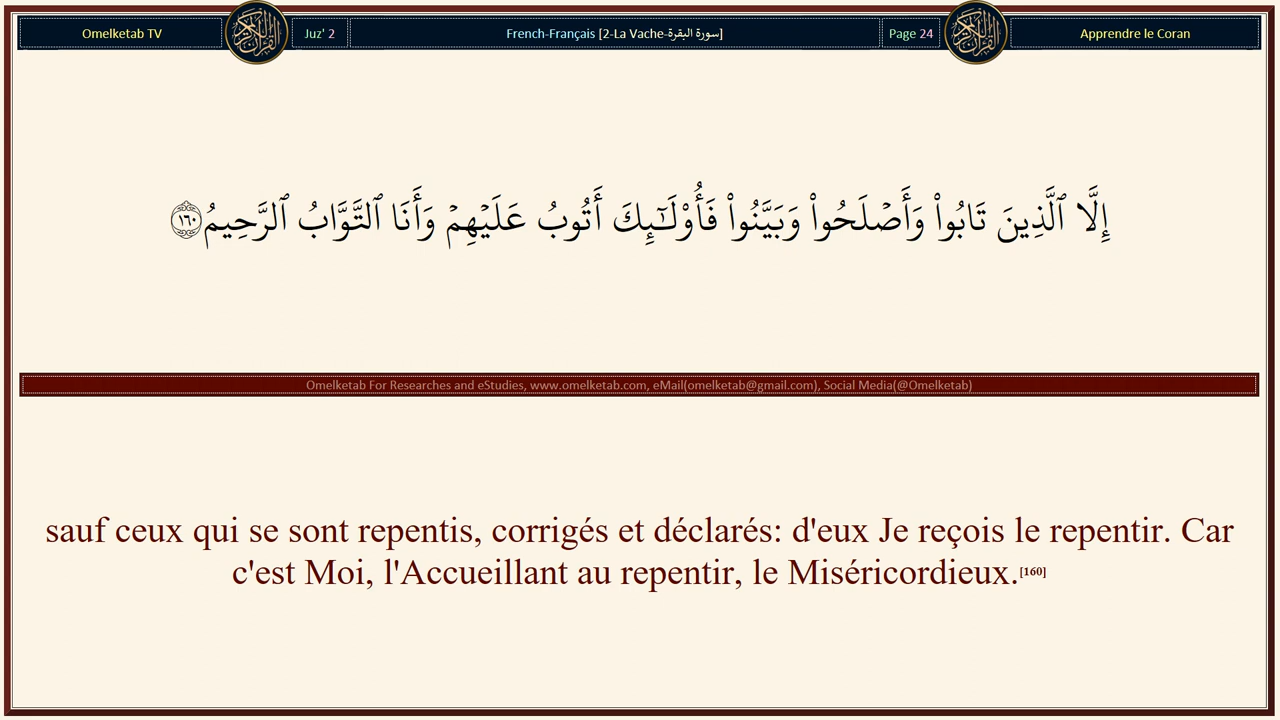 Omelketab TV
Juz' 2
French-Français [2-La Vache-سورة البقرة]
Page 24
Apprendre le Coran
إِلَّا ٱلَّذِينَ تَابُوا۟ وَأَصْلَحُوا۟ وَبَيَّنُوا۟ فَأُو۟لَـٰٓئِكَ أَتُوبُ عَلَيْهِمْ وَأَنَا ٱلتَّوَّابُ ٱلرَّحِيمُ ١٦٠
Omelketab For Researches and eStudies, www.omelketab.com, eMail(omelketab@gmail.com), Social Media(@Omelketab)
sauf ceux qui se sont repentis, corrigés et déclarés: d'eux Je reçois le repentir. Car
c'est Moi, l'Accueillant au repentir, le Miséricordieux.[160]